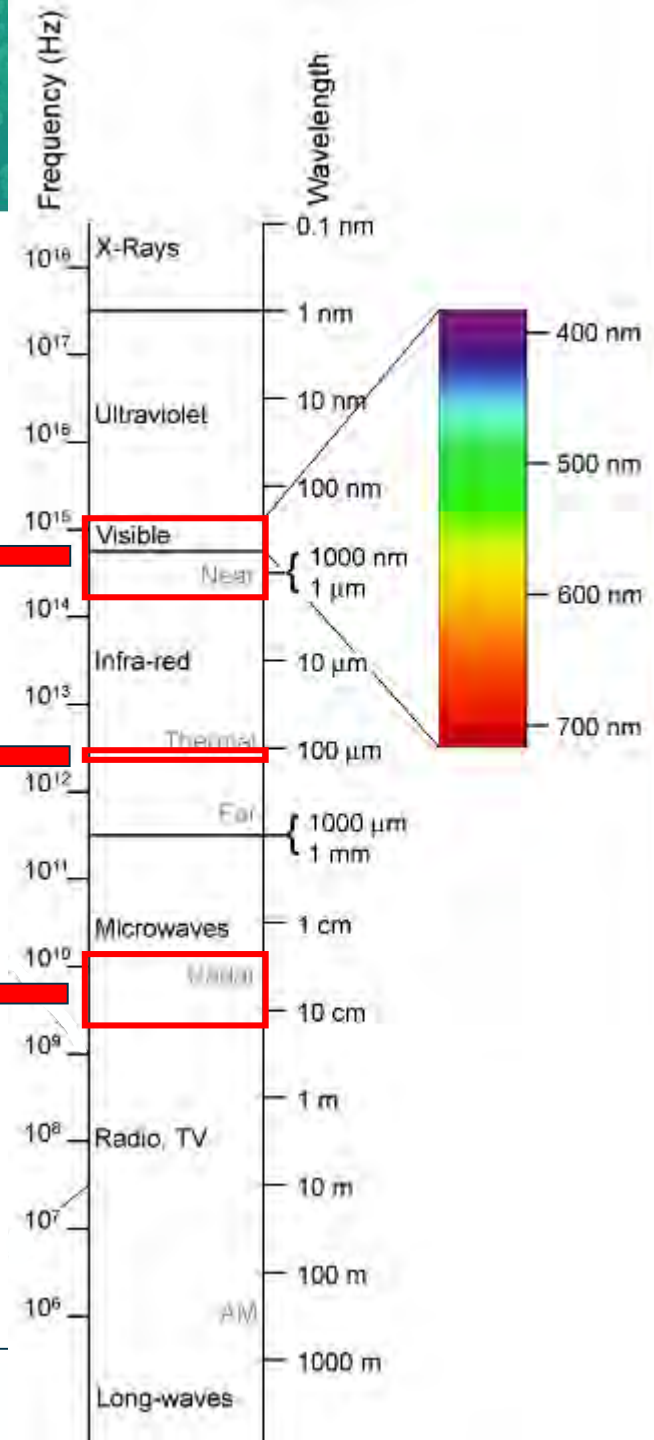 Frequency (Hz)
Wavelength
0.1 nm
10¹⁸
X-Rays
1 nm
400 nm
10¹⁷
10 nm
Ultraviolet
10¹⁶
500 nm
100 nm
10¹⁵
Visible
1000 nm
Near
1 µm
600 nm
10¹⁴
Infra-red
10 µm
10¹³
700 nm
Thermal
100 µm
10¹²
Far
1000 µm
1 mm
10¹¹
Microwaves
1 cm
10¹⁰
Radar
10 cm
10⁹
1 m
10⁸
Radio, TV
10 m
10⁷
100 m
10⁶
AM
1000 m
Long-waves